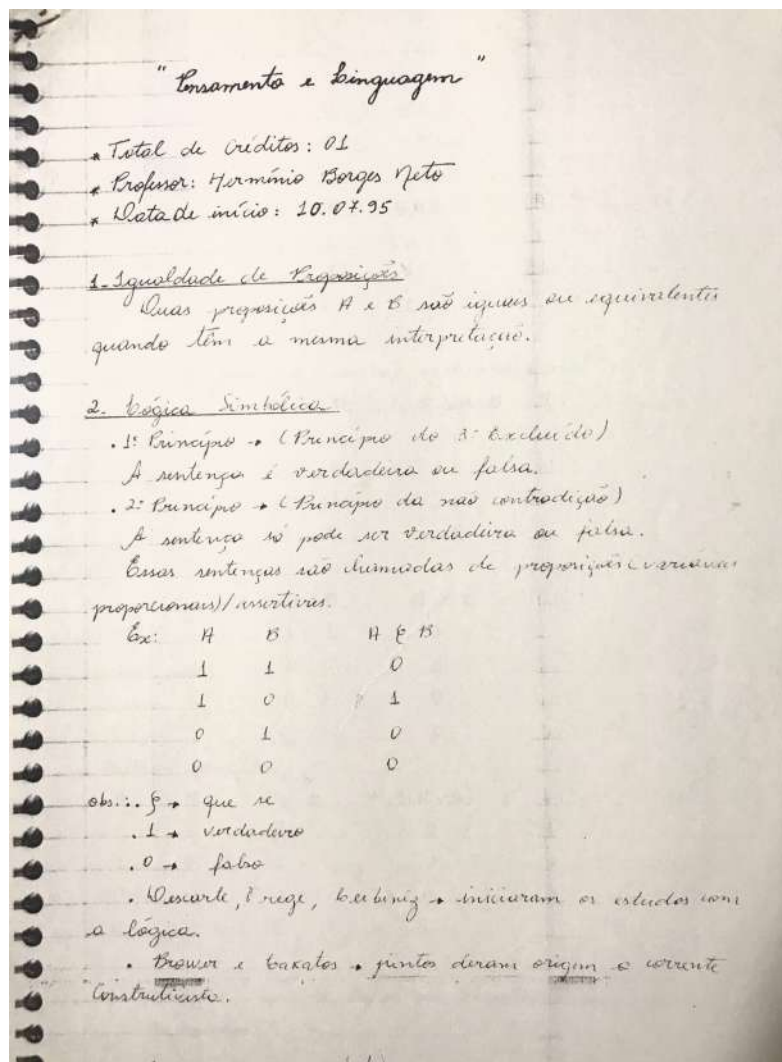 "Pensamento e Linguagem"
* Total de Créditos: 01
* Professor: Hermínio Borges Neto
* Data de início: 10.07.95
1- Igualdade de Proposições
Duas proposições A e B são iguais ou equivalentes
quando têm a mesma interpretação.
2. Lógica Simbólica
. 1º Princípio → (Princípio do 3º Excluído)
A sentença é verdadeira ou falsa.
. 2º Princípio → (Princípio da não contradição)
A sentença só pode ser verdadeira ou falsa.
Essas sentenças são chamadas de proposições (variáveis
proporcionais)/assertivas.
Ex: A B A ξ B
1 1 0
1 0 1
0 1 0
0 0 0
obs.: . ξ → que se
. 1 → verdadeiro
. 0 → falso
. Descarte, Frege, Leibiniz → iniciaram os estudos com
a lógica.
. Brower e Lakatos → juntos deram origem a corrente
Construtivista.